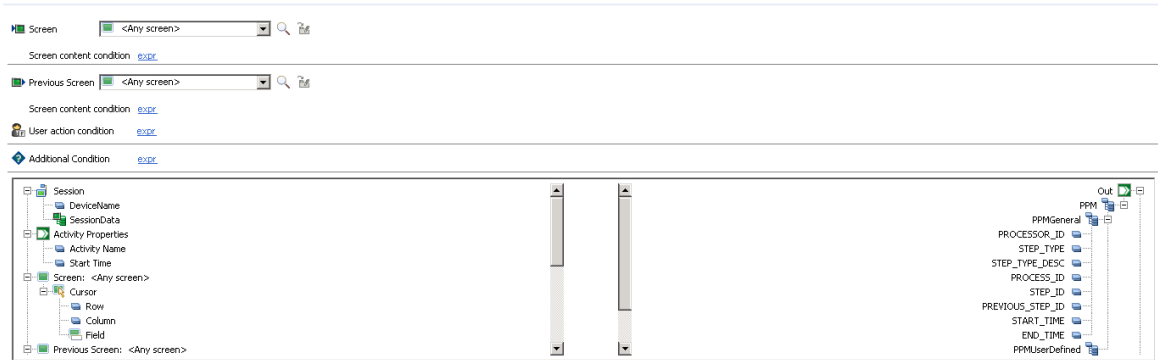 Screen <Any screen>
Screen content condition expr
Previous Screen <Any screen>
Screen content condition expr
User action condition expr
Additional Condition expr
Session
DeviceName
SessionData
Activity Properties
Activity Name
Start Time
Screen: <Any screen>
Cursor
Row
Column
Field
Previous Screen: <Any screen>
Out
PPM
PPMGeneral
PROCESSOR_ID
STEP_TYPE
STEP_TYPE_DESC
PROCESS_ID
STEP_ID
PREVIOUS_STEP_ID
START_TIME
END_TIME
PPMUserDefined